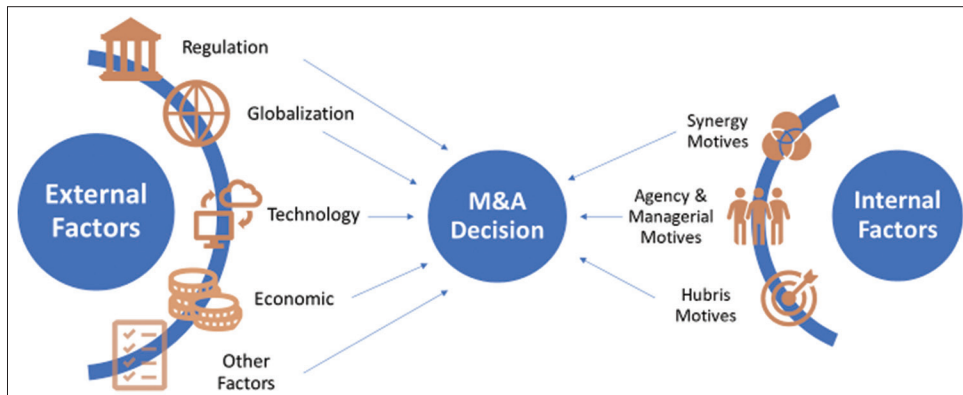 External
Factors
Regulation
Globalization
Technology
Economic
Other
Factors
M&A
Decision
Synergy
Motives
Agency &
Managerial
Motives
Hubris
Motives
Internal
Factors